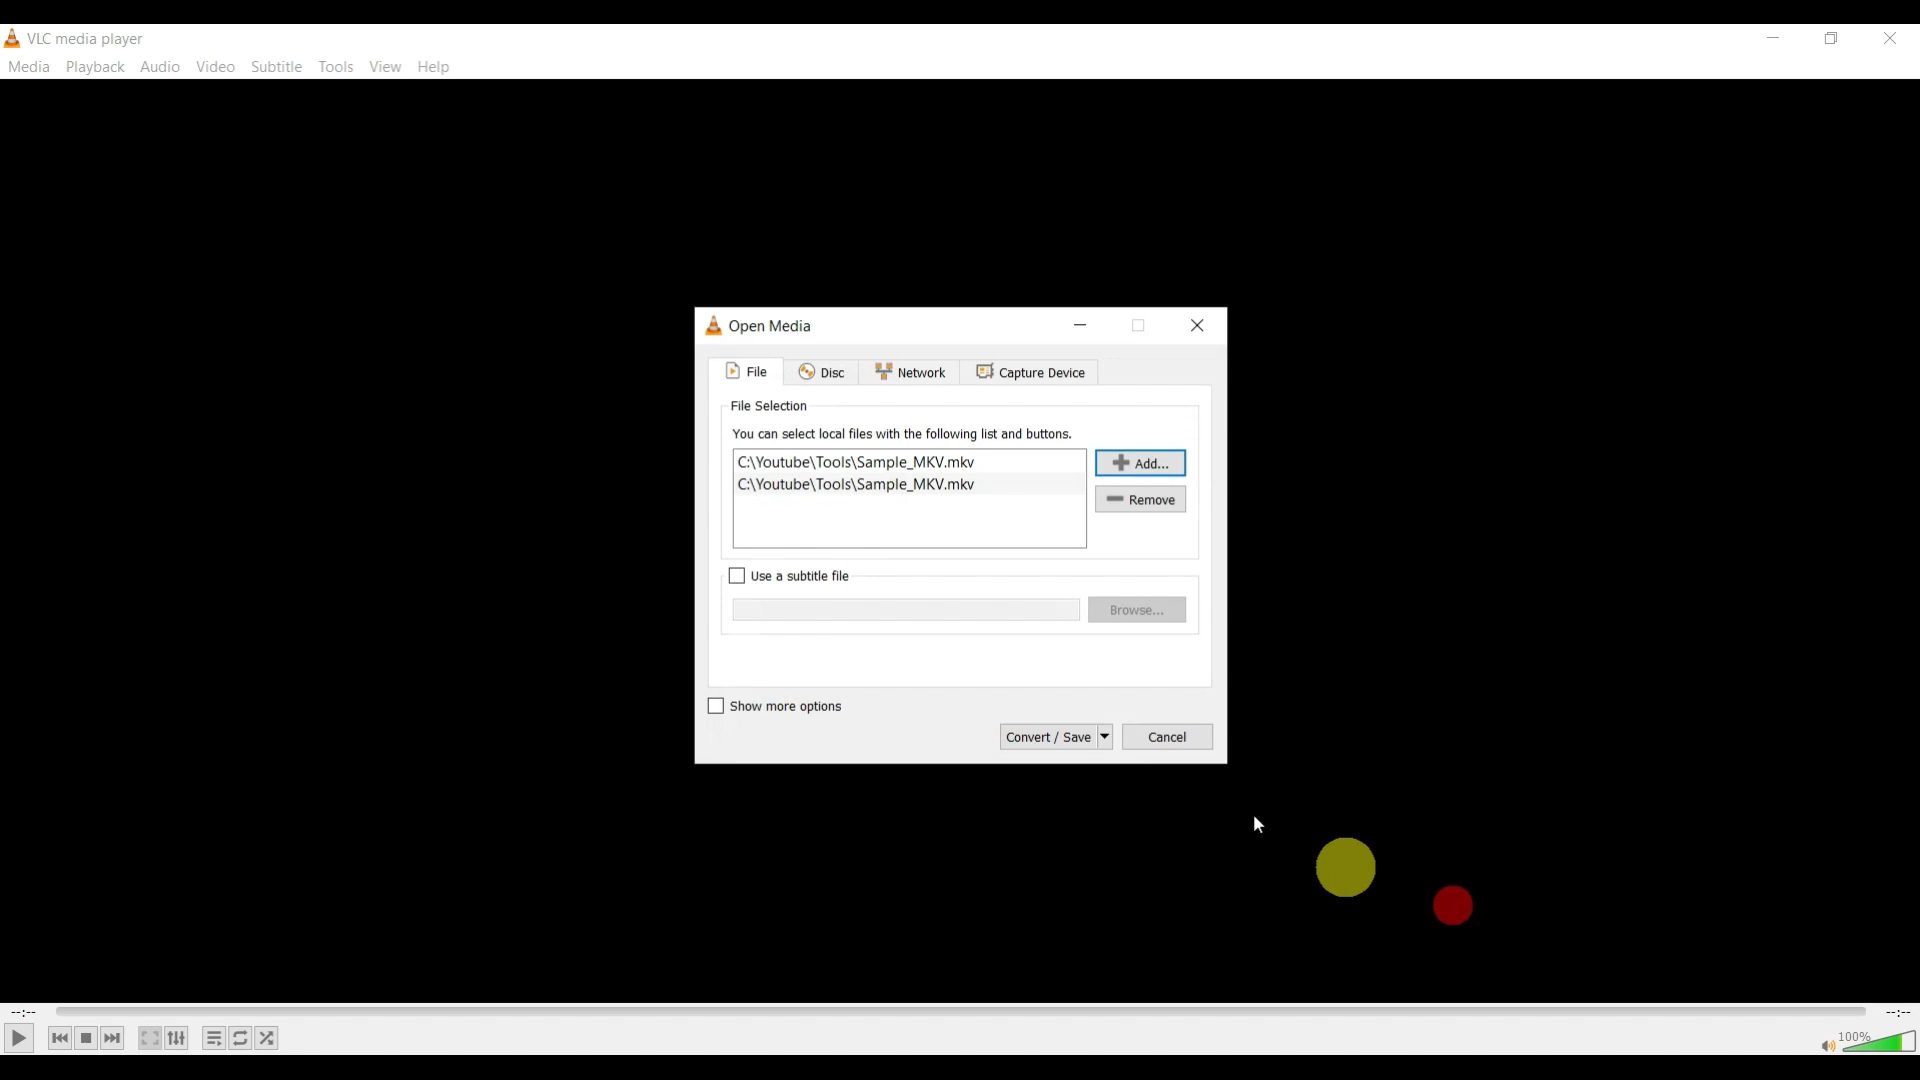 VLC media player
Media Playback Audio Video Subtitle Tools View Help
Open Media
File Disc Network Capture Device
File Selection
You can select local files with the following list and buttons.
C:\Youtube\Tools\Sample_MKV.mkv
Add...
C:\Youtube\Tools\Sample_MKV.mkv
Remove
Use a subtitle file
Browse...
Show more options
Convert / Save Cancel
--:-- --:--
100%